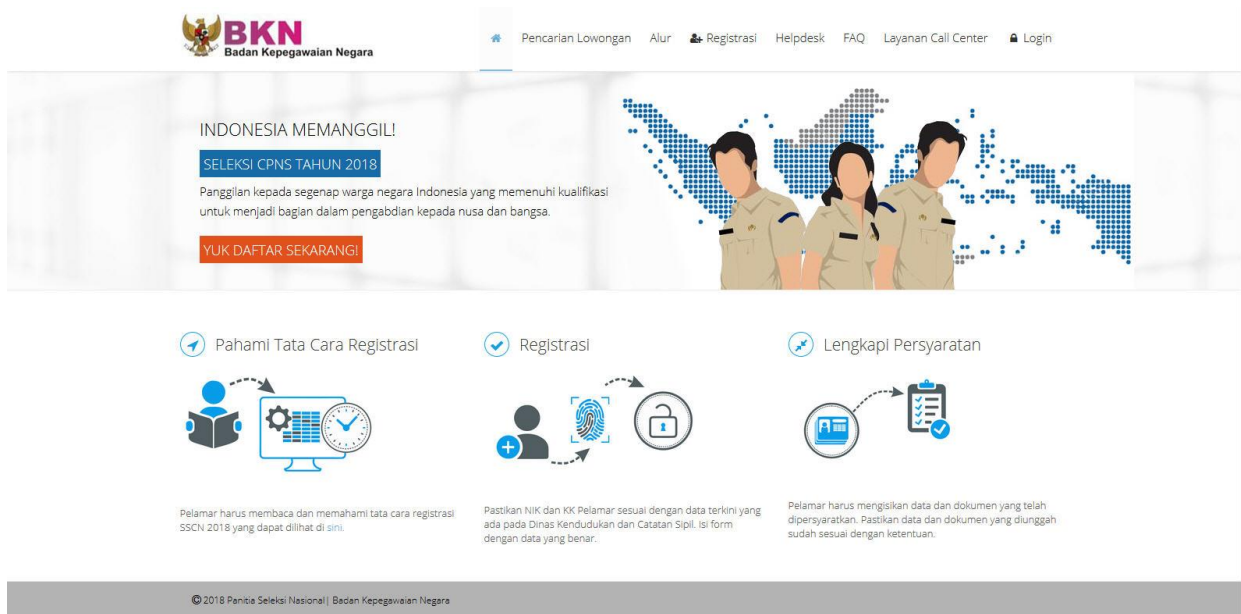 BKN
Badan Kepegawaian Negara
Pencarian Lowongan Alur Registrasi Helpdesk FAQ Layanan Call Center Login
INDONESIA MEMANGGIL!
SELEKSI CPNS TAHUN 2018
Panggilan kepada segenap warga negara Indonesia yang memenuhi kualifikasi
untuk menjadi bagian dalam pengabdian kepada nusa dan bangsa.
YUK DAFTAR SEKARANG!
Pahami Tata Cara Registrasi
Pelamar harus membaca dan memahami tata cara registrasi
SSCN 2018 yang dapat dilihat di sini.
Registrasi
Pastikan NIK dan KK Pelamar sesuai dengan data terkini yang
ada pada Dinas Kendudukan dan Catatan Sipil. Isi form
dengan data yang benar.
Lengkapi Persyaratan
Pelamar harus mengisikan data dan dokumen yang telah
dipersyaratkan. Pastikan data dan dokumen yang diunggah
sudah sesuai dengan ketentuan.
© 2018 Panitia Seleksi Nasional| Badan Kepegawaian Negara